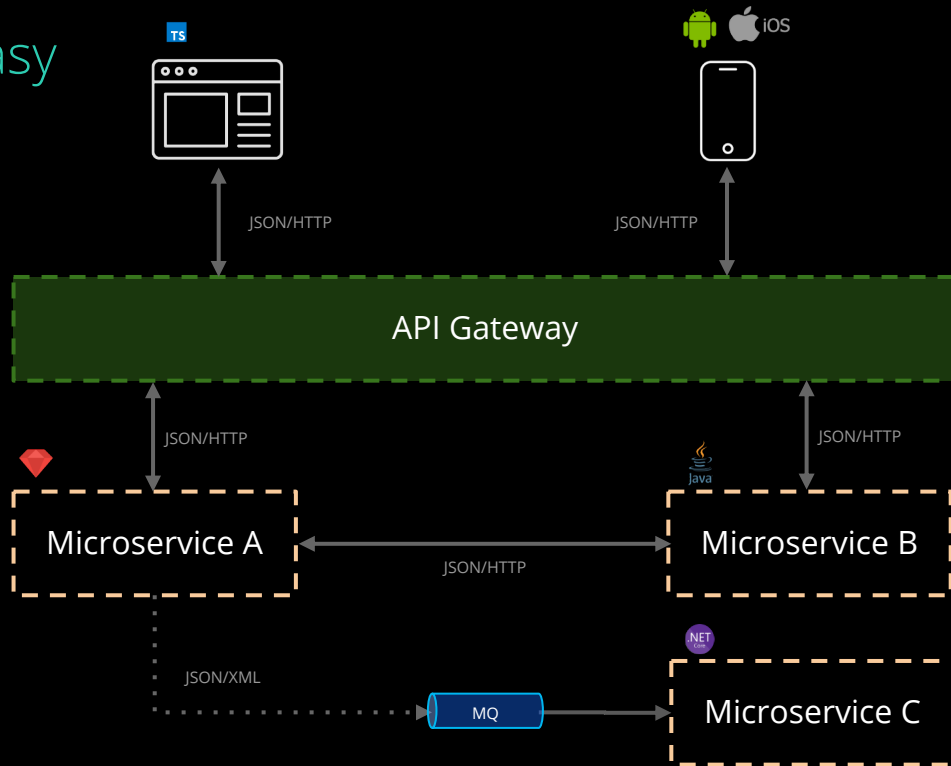 TS
iOS
asy
JSON/HTTP
JSON/HTTP
API Gateway
JSON/HTTP
JSON/HTTP
Java
Microservice A
Microservice B
JSON/HTTP
.NET
Core
JSON/XML
MQ
Microservice C